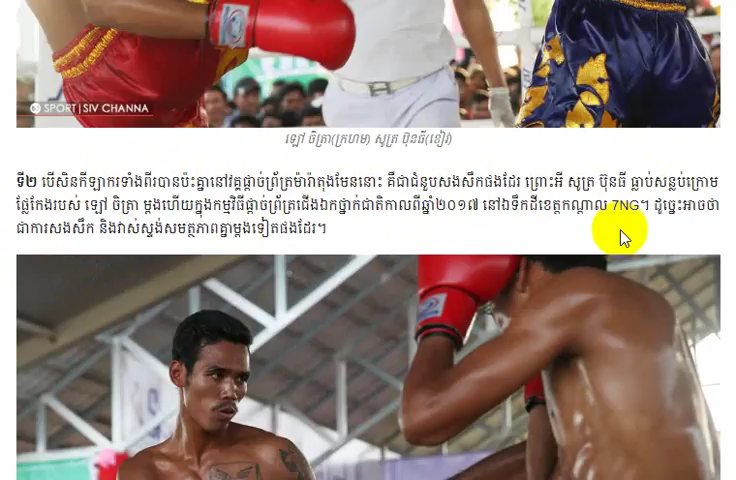 SPORT | SIV CHANNA
ឡៅ ចិត្រា(ក្រហម) សូត្រ ប៊ុនធី(ខៀវ)
ទី២ បើសិនកីឡាករទាំងពីរបានប៉ះគ្នានៅវគ្គផ្ដាច់ព្រ័ត្រម៉ារ៉ាតុងមែននោះ គឺជាជំនួបសងសឹកផងដែរ ព្រោះអី សូត្រ ប៊ុនធី ធ្លាប់សន្លប់ក្រោម
ផ្លែកែងរបស់ ឡៅ ចិត្រា ម្ដងហើយក្នុងកម្មវិធីផ្ដាច់ព្រ័ត្រជើងឯកថ្នាក់ជាតិកាលពីឆ្នាំ២០១៧ នៅឯទឹកដីខេត្តកណ្ដាល 7NG។ ដូច្នេះអាចថា
ជាការសងសឹក និងវាស់ស្ទង់សមត្ថភាពគ្នាម្ដងទៀតផងដែរ។